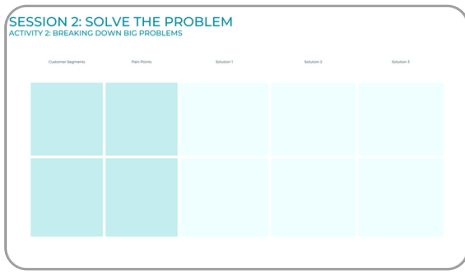 SESSION 2: SOLVE THE PROBLEM
ACTIVITY 2: BREAKING DOWN BIG PROBLEMS
Customer Segments Pain Points Solution 1 Solution 2 Solution 3